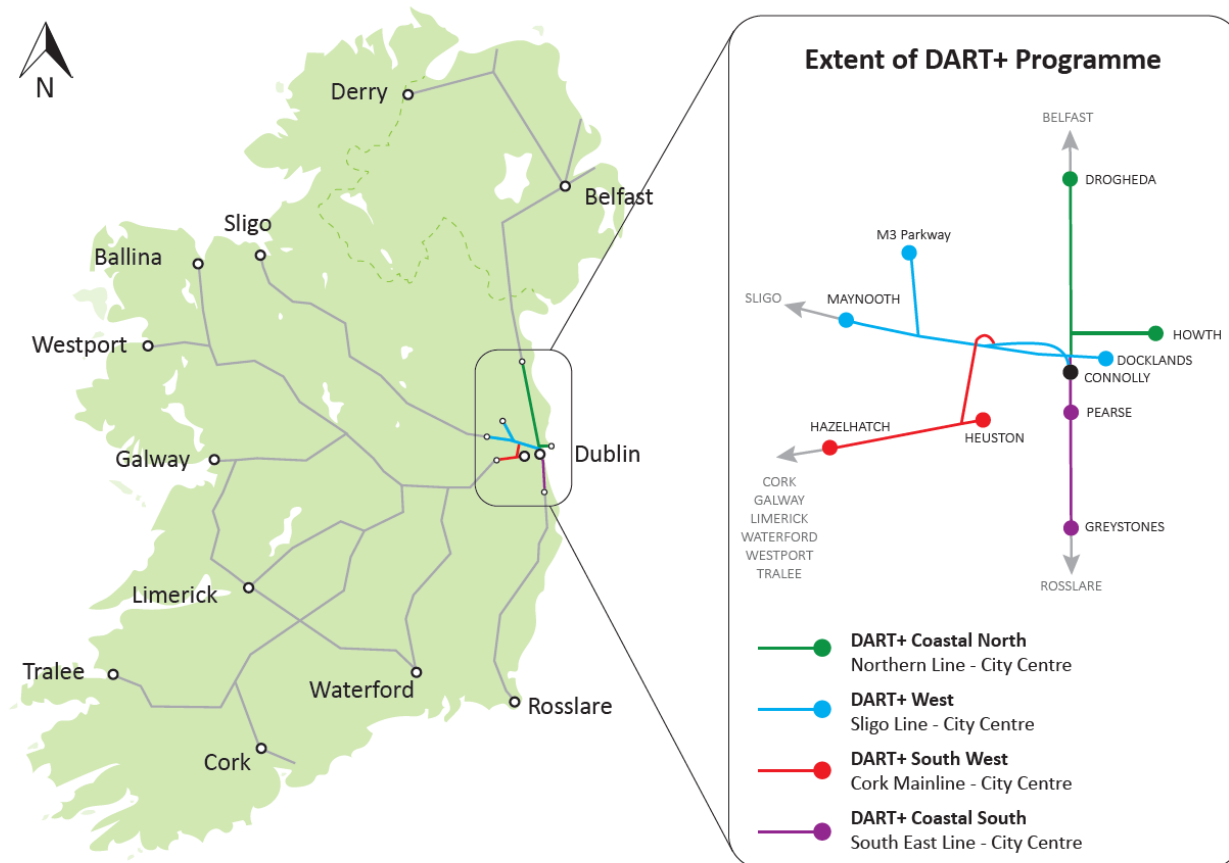 N
Derry
Belfast
Sligo
Ballina
Westport
Galway
Dublin
Limerick
Tralee
Waterford
Rosslare
Cork
Extent of DART+ Programme
BELFAST
DROGHEDA
M3 Parkway
SLIGO
MAYNOOTH
HOWTH
DOCKLANDS
CONNOLLY
PEARSE
HAZELHATCH
HEUSTON
CORK
GALWAY
LIMERICK
WATERFORD
WESTPORT
TRALEE
GREYSTONES
ROSSLARE
DART+ Coastal North
Northern Line - City Centre
DART+ West
Sligo Line - City Centre
DART+ South West
Cork Mainline - City Centre
DART+ Coastal South
South East Line - City Centre